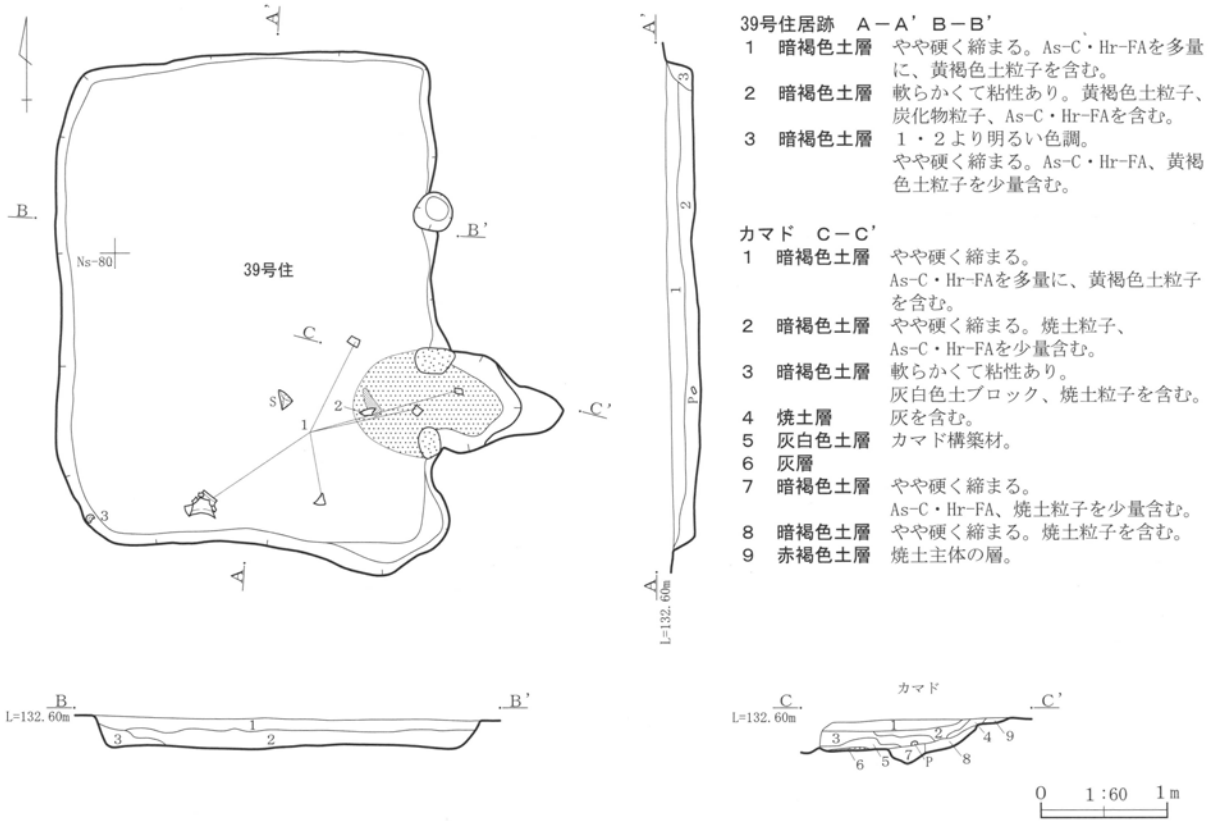 A'
B
B'
Ns-80
39号住
C
C'
S
2
1
3
A
A'
3
2
1
P
A
L=132.60m
39号住居跡 A-A' B-B'
1 暗褐色土層 やや硬く締まる。As-C・Hr-FAを多量
に、黄褐色土粒子を含む。
2 暗褐色土層 軟らかくて粘性あり。黄褐色土粒子、
炭化物粒子、As-C・Hr-FAを含む。
3 暗褐色土層 1・2より明るい色調。
やや硬く締まる。As-C・Hr-FA、黄褐
色土粒子を少量含む。
カマド C-C'
1 暗褐色土層 やや硬く締まる。
As-C・Hr-FAを多量に、黄褐色土粒子
を含む。
2 暗褐色土層 やや硬く締まる。焼土粒子、
As-C・Hr-FAを少量含む。
3 暗褐色土層 軟らかくて粘性あり。
灰白色土ブロック、焼土粒子を含む。
4 焼土層 灰を含む。
5 灰白色土層 カマド構築材。
6 灰層
7 暗褐色土層 やや硬く締まる。
As-C・Hr-FA、焼土粒子を少量含む。
8 暗褐色土層 やや硬く締まる。焼土粒子を含む。
9 赤褐色土層 焼土主体の層。
B
B'
L=132.60m
1
3
2
カマド
C
C'
L=132.60m
1
3
2
4
9
6
5
7
P
8
0 1:60 1m